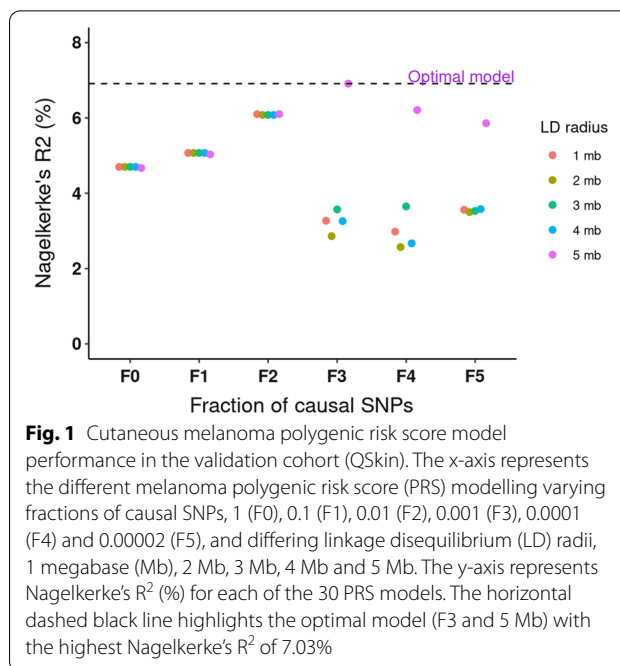 8
6
4
2
0
Nagelkerke's R2 (%)
Optimal model
LD radius
1 mb
2 mb
3 mb
4 mb
5 mb
F0 F1 F2 F3 F4 F5
Fraction of causal SNPs
Fig. 1 Cutaneous melanoma polygenic risk score model
performance in the validation cohort (QSkin). The x-axis represents
the different melanoma polygenic risk score (PRS) modelling varying
fractions of causal SNPs, 1 (F0), 0.1 (F1), 0.01 (F2), 0.001 (F3), 0.0001
(F4) and 0.00002 (F5), and differing linkage disequilibrium (LD) radii,
1 megabase (Mb), 2 Mb, 3 Mb, 4 Mb and 5 Mb. The y-axis represents
Nagelkerke's R² (%) for each of the 30 PRS models. The horizontal
dashed black line highlights the optimal model (F3 and 5 Mb) with
the highest Nagelkerke's R² of 7.03%